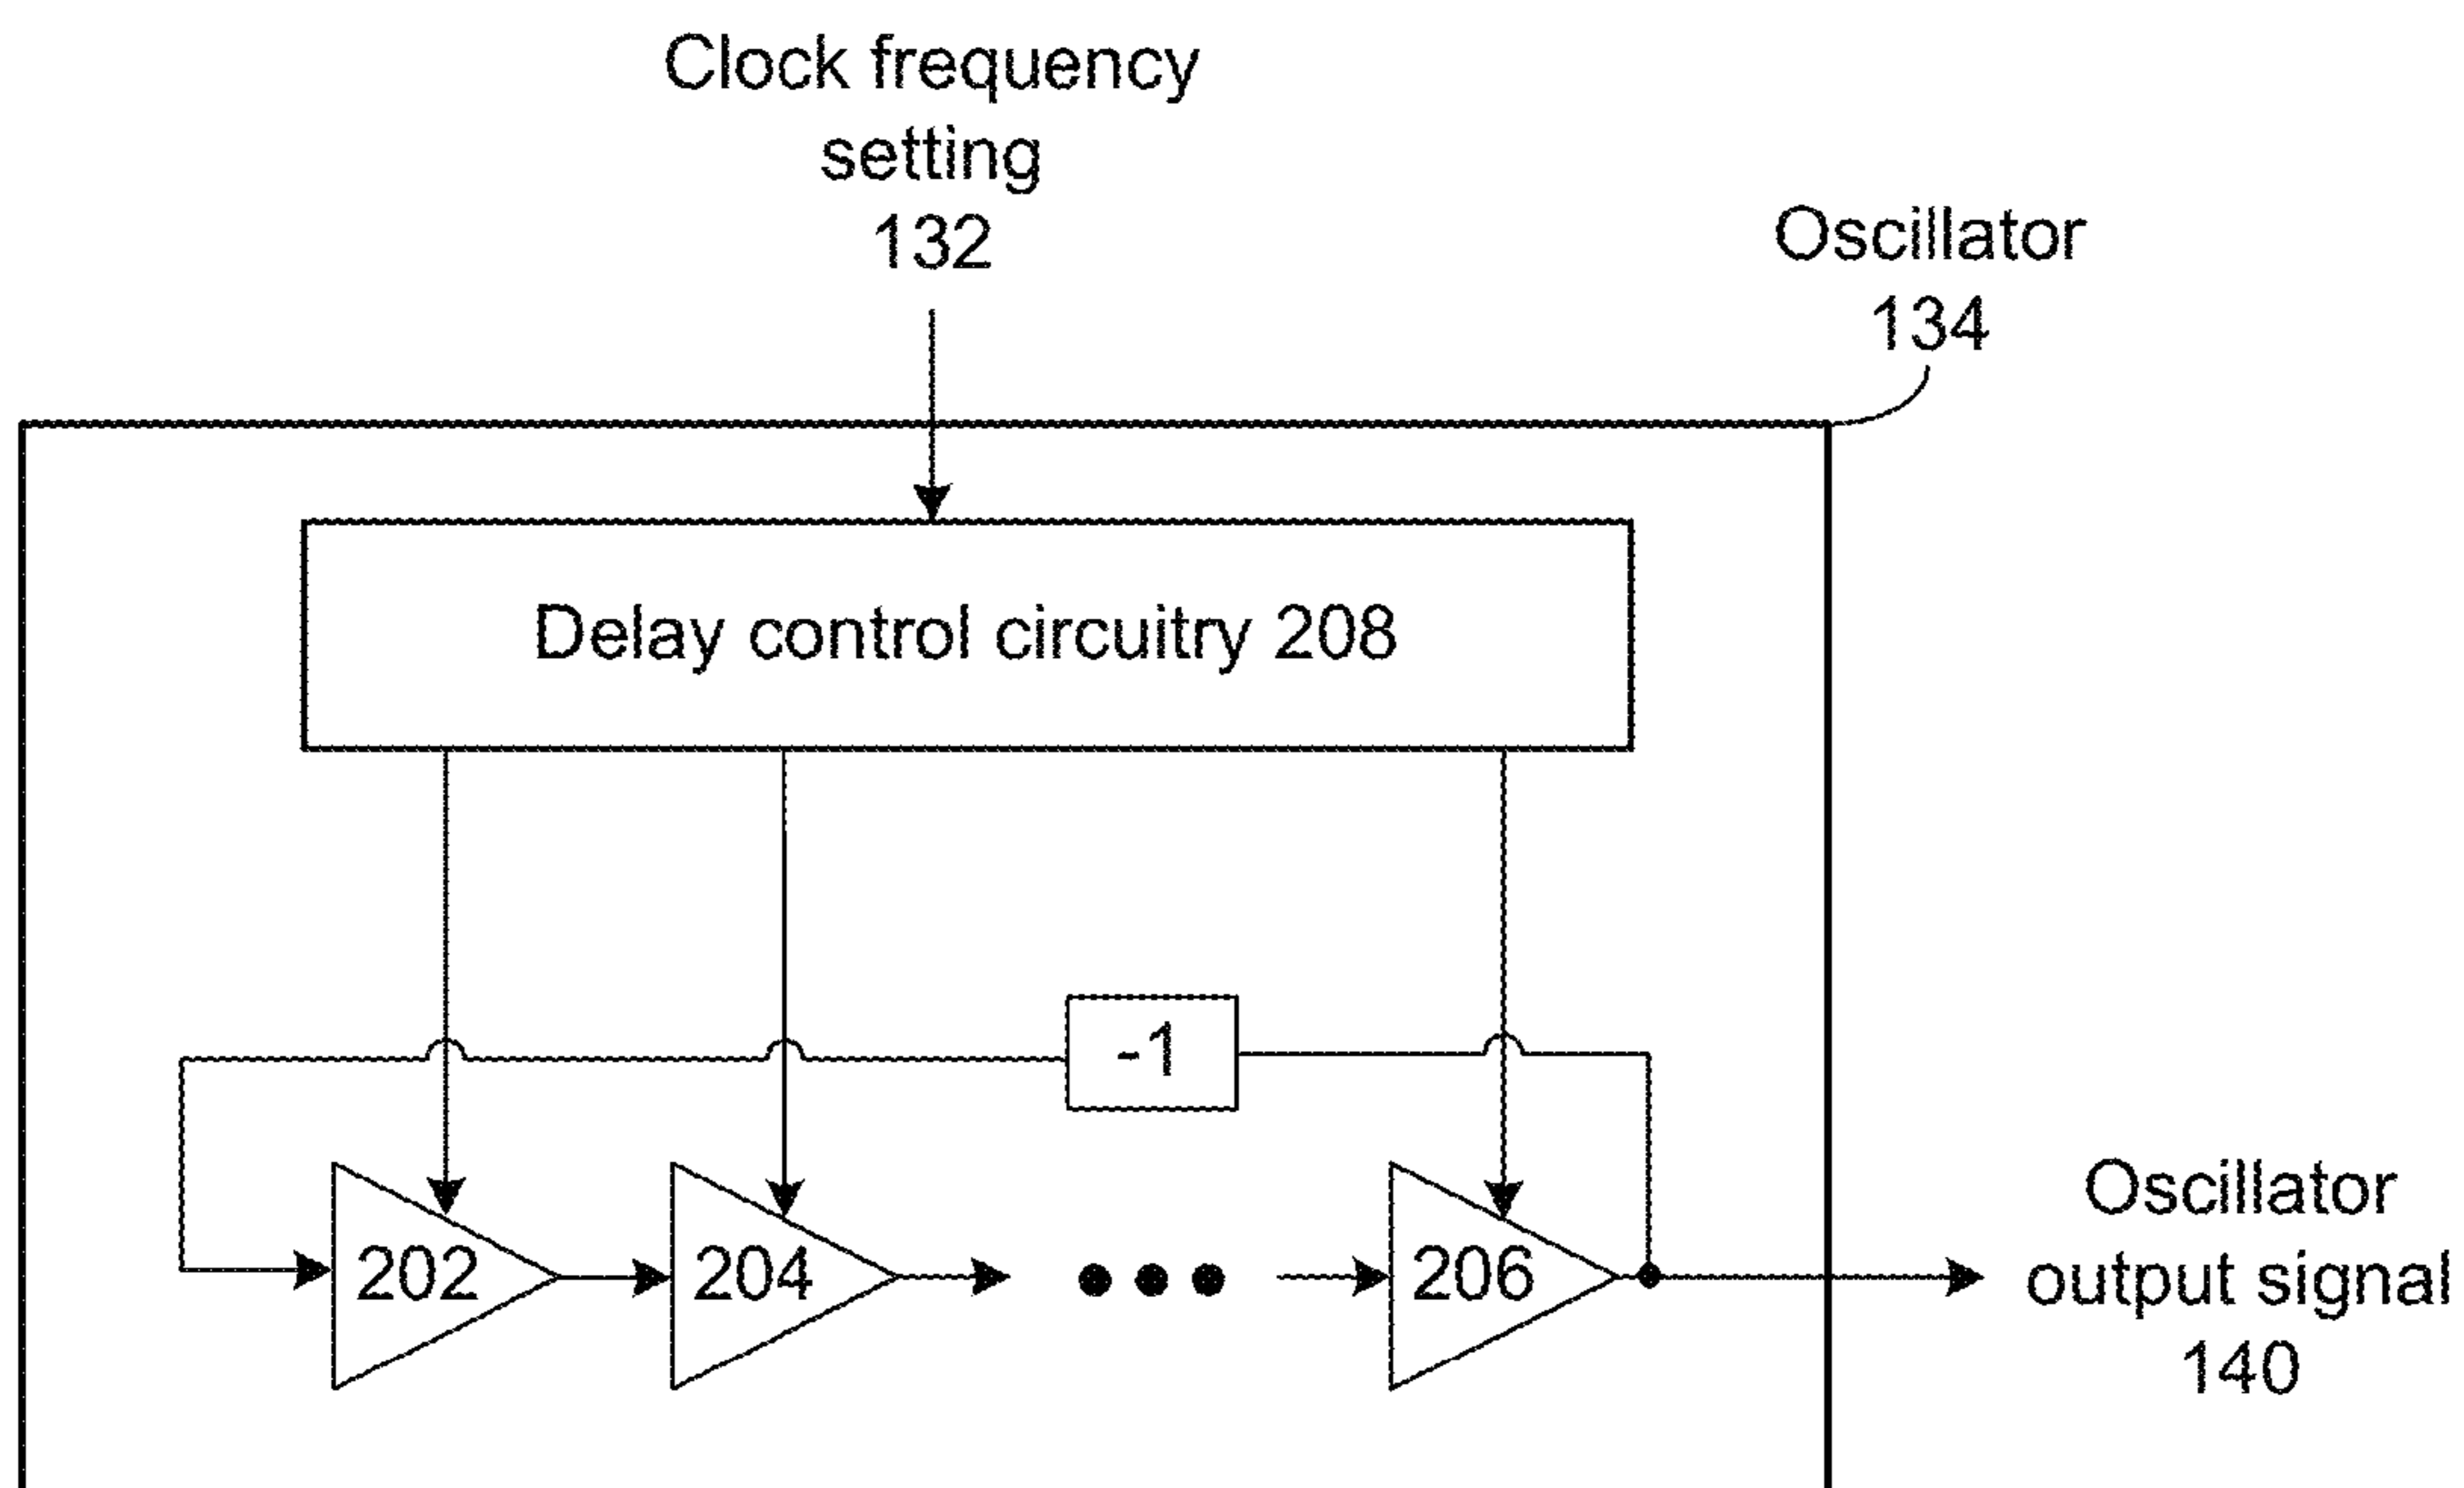 Clock frequency
setting
132
Oscillator
134
Delay control circuitry 208
-1
202
204
206
Oscillator
output signal
140